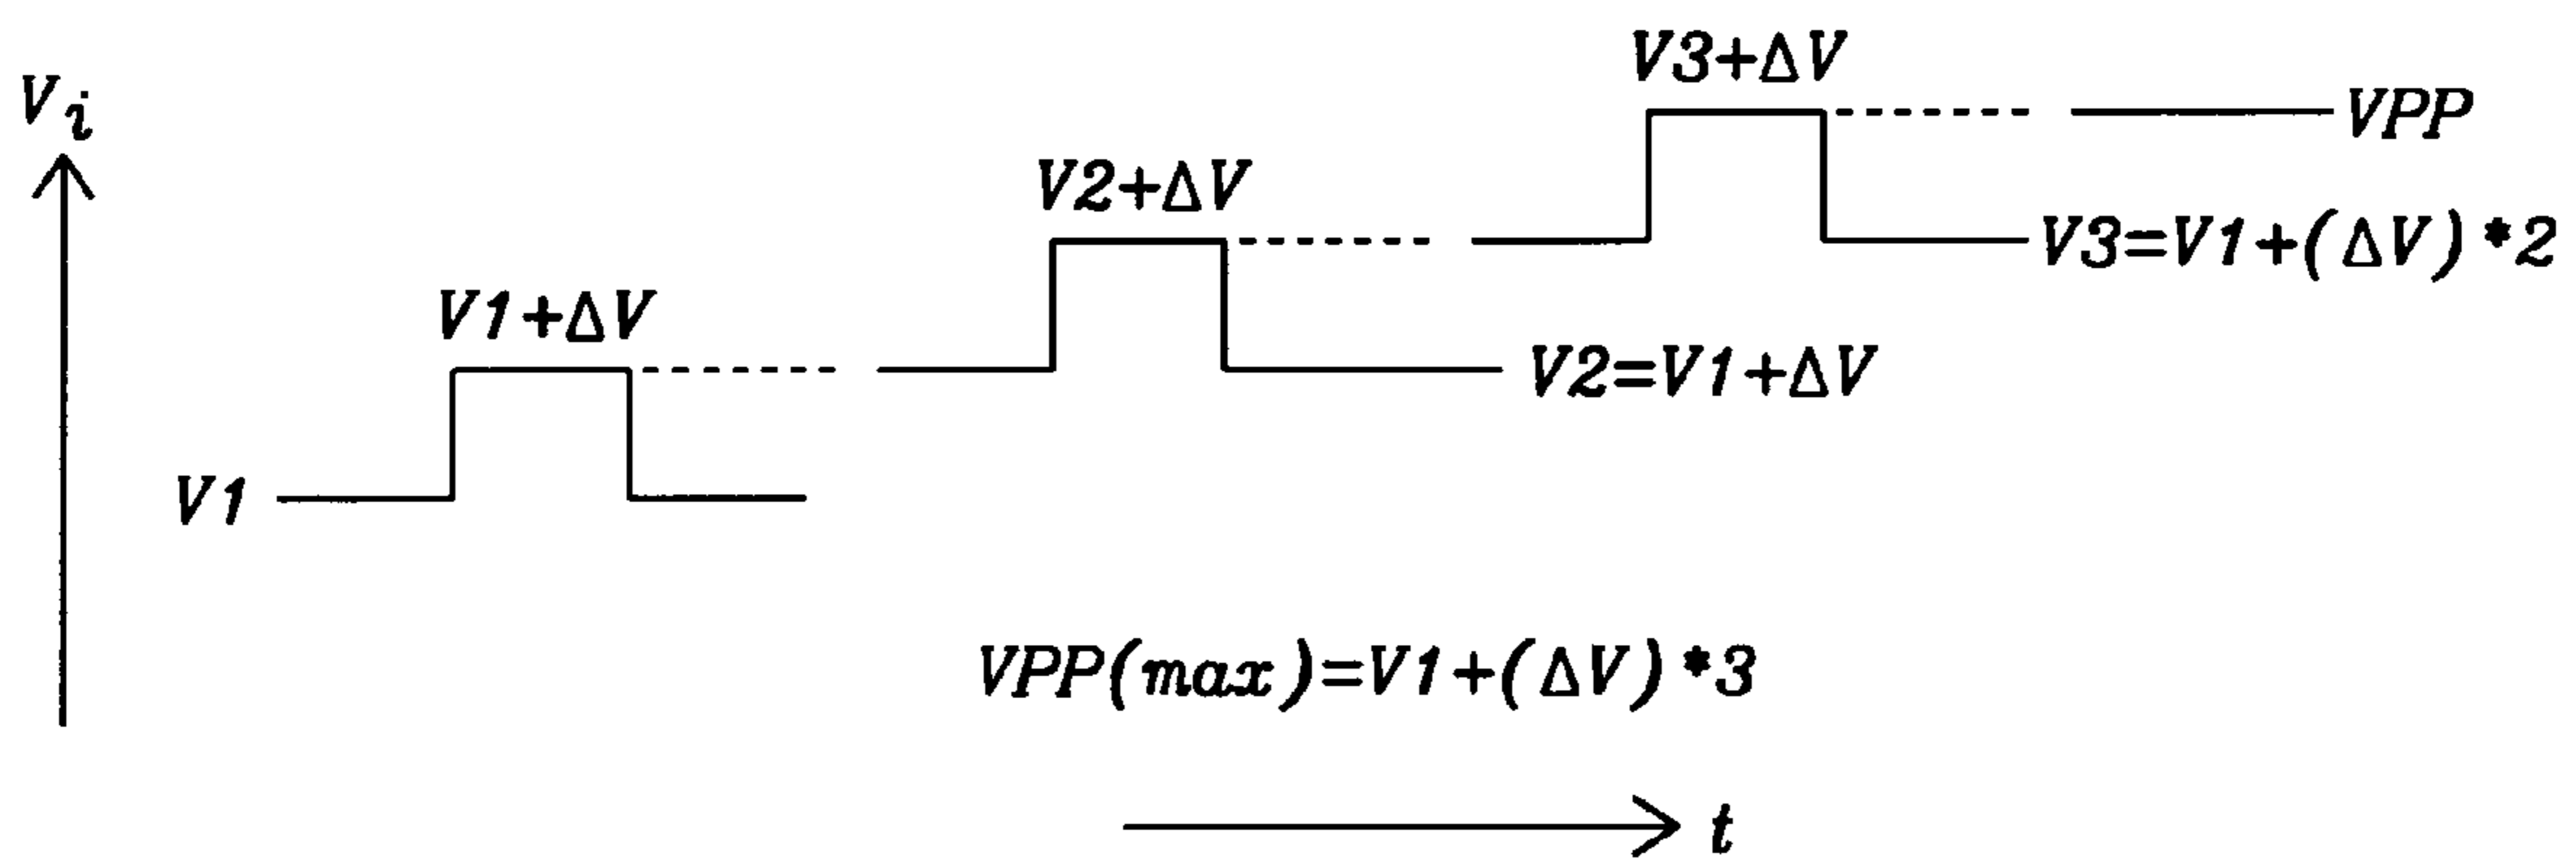 V3+ΔV
Vi
VPP
V2+ΔV
V3=V1+(ΔV)*2
V1+ΔV
V2=V1+ΔV
V1
VPP(max)=V1+(ΔV)*3
t